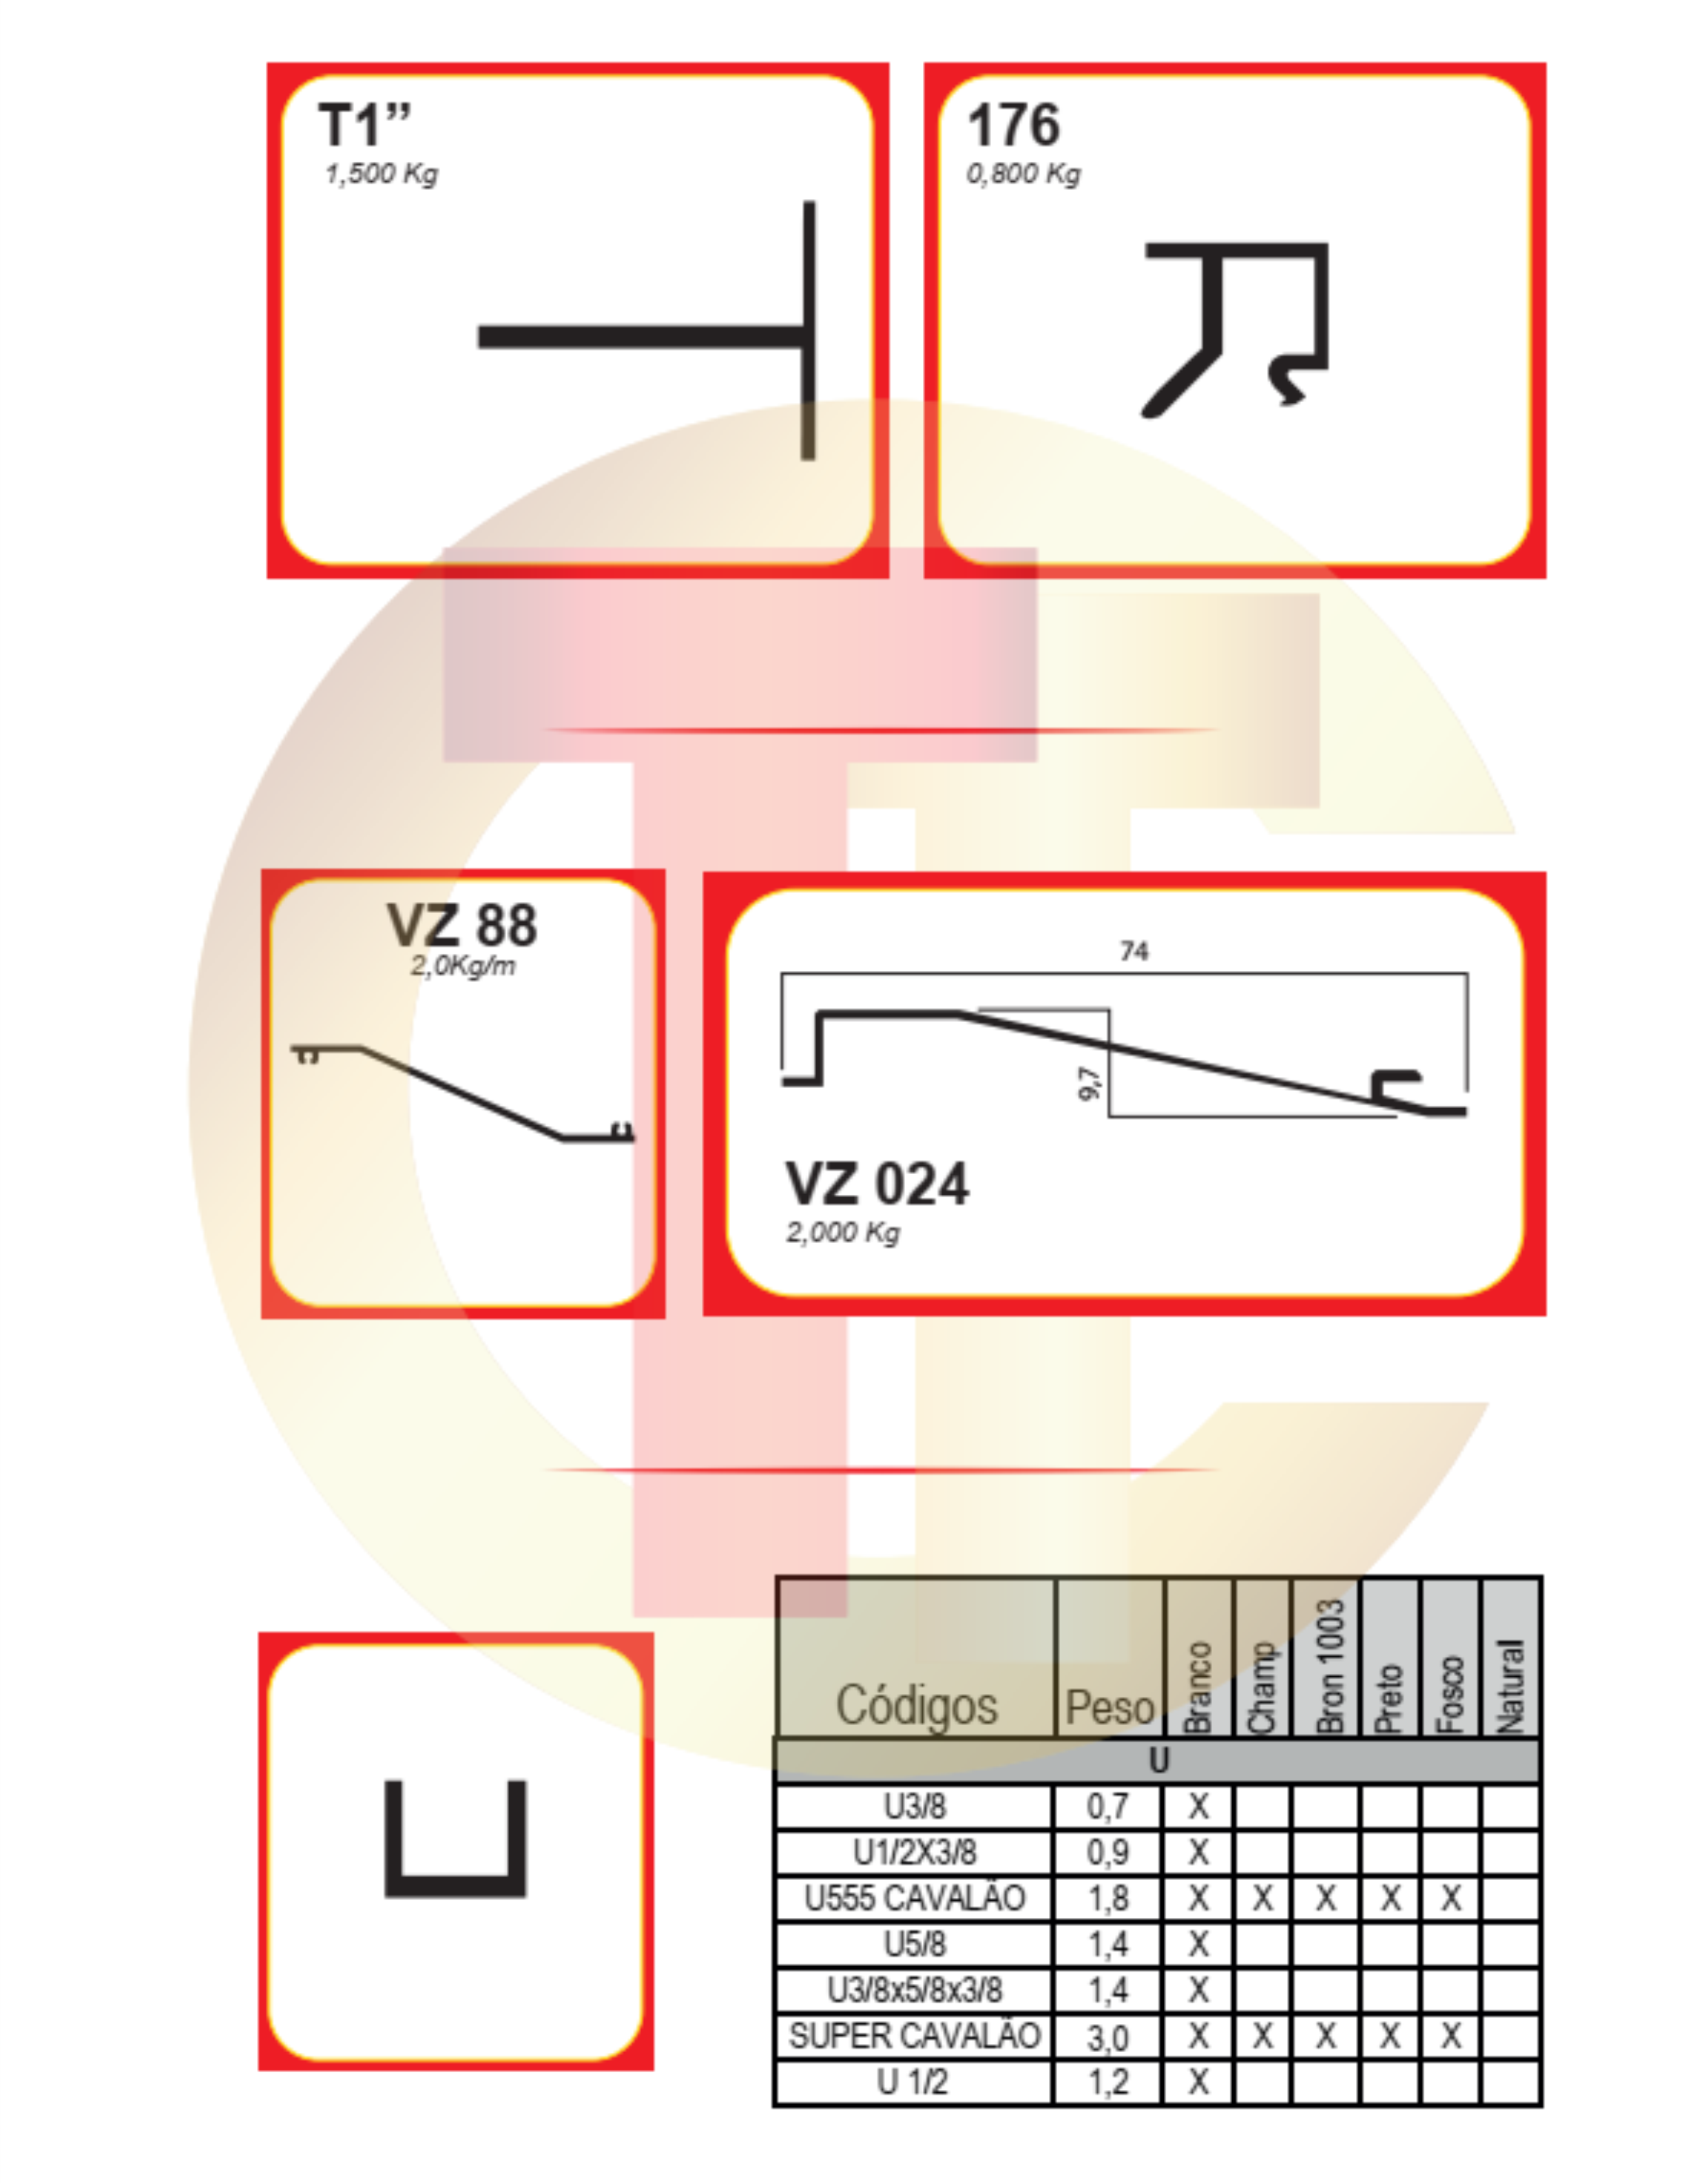 T1”
1,500 Kg
176
0,800 Kg
VZ 88
2,0Kg/m
74
9,7
VZ 024
2,000 Kg
Códigos Peso Branco Champ Bron 1003 Preto Fosco Natural
U
U3/8 0,7 X
U1/2X3/8 0,9 X
U555 CAVALÃO 1,8 X X X X X
U5/8 1,4 X
U3/8x5/8x3/8 1,4 X
SUPER CAVALÃO 3,0 X X X X X
U 1/2 1,2 X